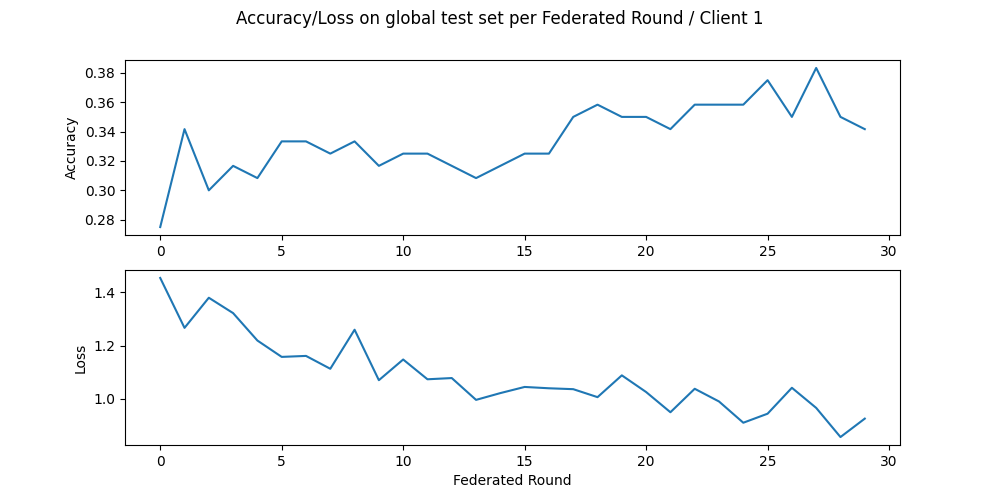 Accuracy/Loss on global test set per Federated Round / Client 1
Accuracy
0.38
0.36
0.34
0.32
0.30
0.28
0 5 10 15 20 25 30
Loss
1.4
1.2
1.0
0 5 10 15 20 25 30
Federated Round